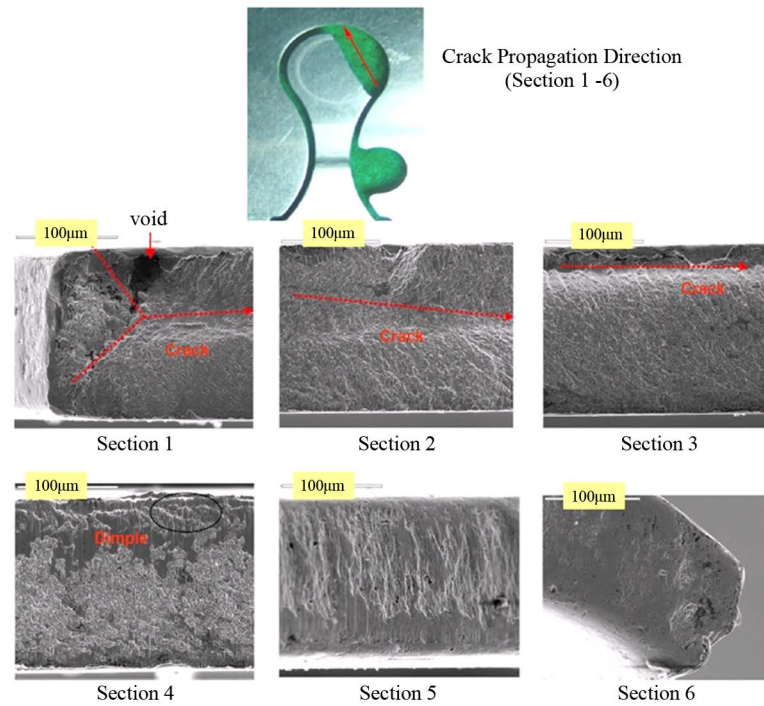 Crack Propagation Direction
(Section 1 -6)
void
100μm
100μm
100μm
Crack
Crack
Crack
Section 1
Section 2
Section 3
100μm
100μm
100μm
Dimple
Section 4
Section 5
Section 6